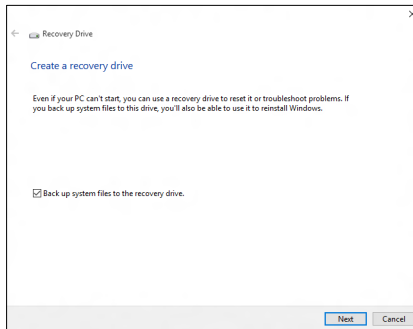 Recovery Drive
Create a recovery drive
Even if your PC can't start, you can use a recovery drive to reset it or troubleshoot problems. If
you back up system files to this drive, you'll also be able to use it to reinstall Windows.
Back up system files to the recovery drive.
Next Cancel